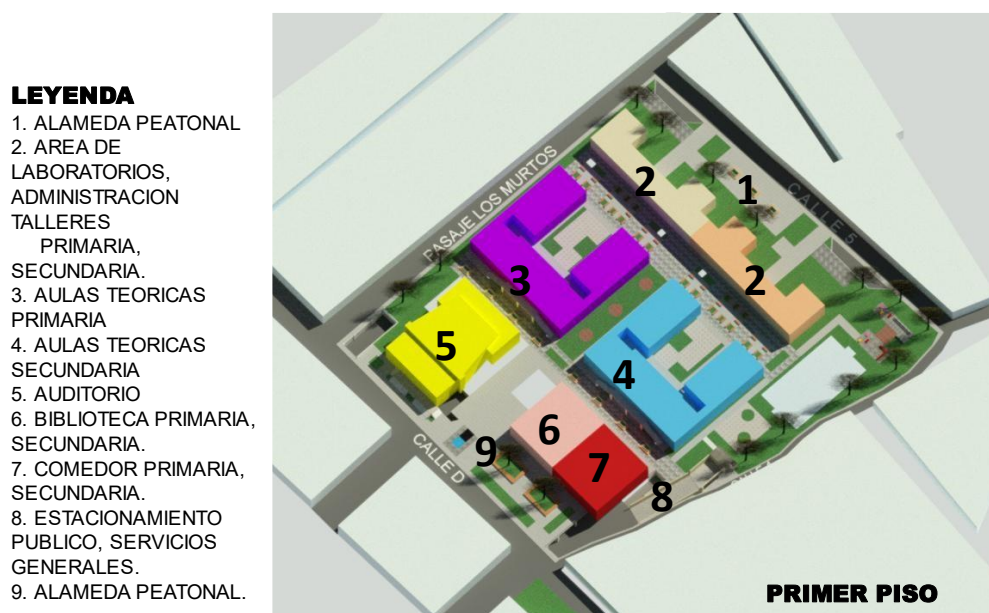 LEYENDA
1. ALAMEDA PEATONAL
2. AREA DE
LABORATORIOS,
ADMINISTRACION
TALLERES
PRIMARIA,
SECUNDARIA.
3. AULAS TEORICAS
PRIMARIA
4. AULAS TEORICAS
SECUNDARIA
5. AUDITORIO
6. BIBLIOTECA PRIMARIA,
SECUNDARIA.
7. COMEDOR PRIMARIA,
SECUNDARIA.
8. ESTACIONAMIENTO
PUBLICO, SERVICIOS
GENERALES.
9. ALAMEDA PEATONAL.
PASAJE LOS MURTOS
2
1
CALLE 5
3
2
5
4
6
CALLE D
9
7
8
PRIMER PISO